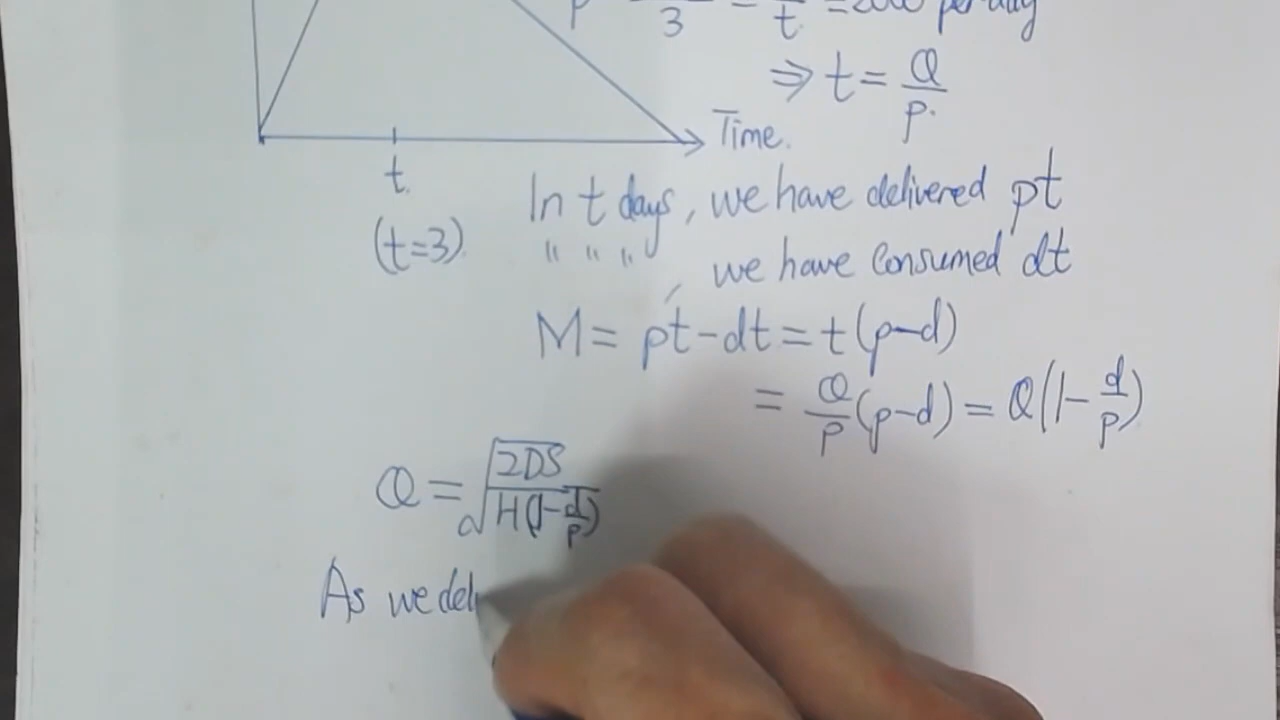 p 3 = t = 2000 per day
⇒ t = Q/p.
Time.
t.
(t=3).
In t days, we have delivered pt
" " " , we have consumed dt
M = pt - dt = t(p-d)
= Q/p (p-d) = Q(1 - d/p)
Q = √(2DS / H(1 - d/p))
As we del